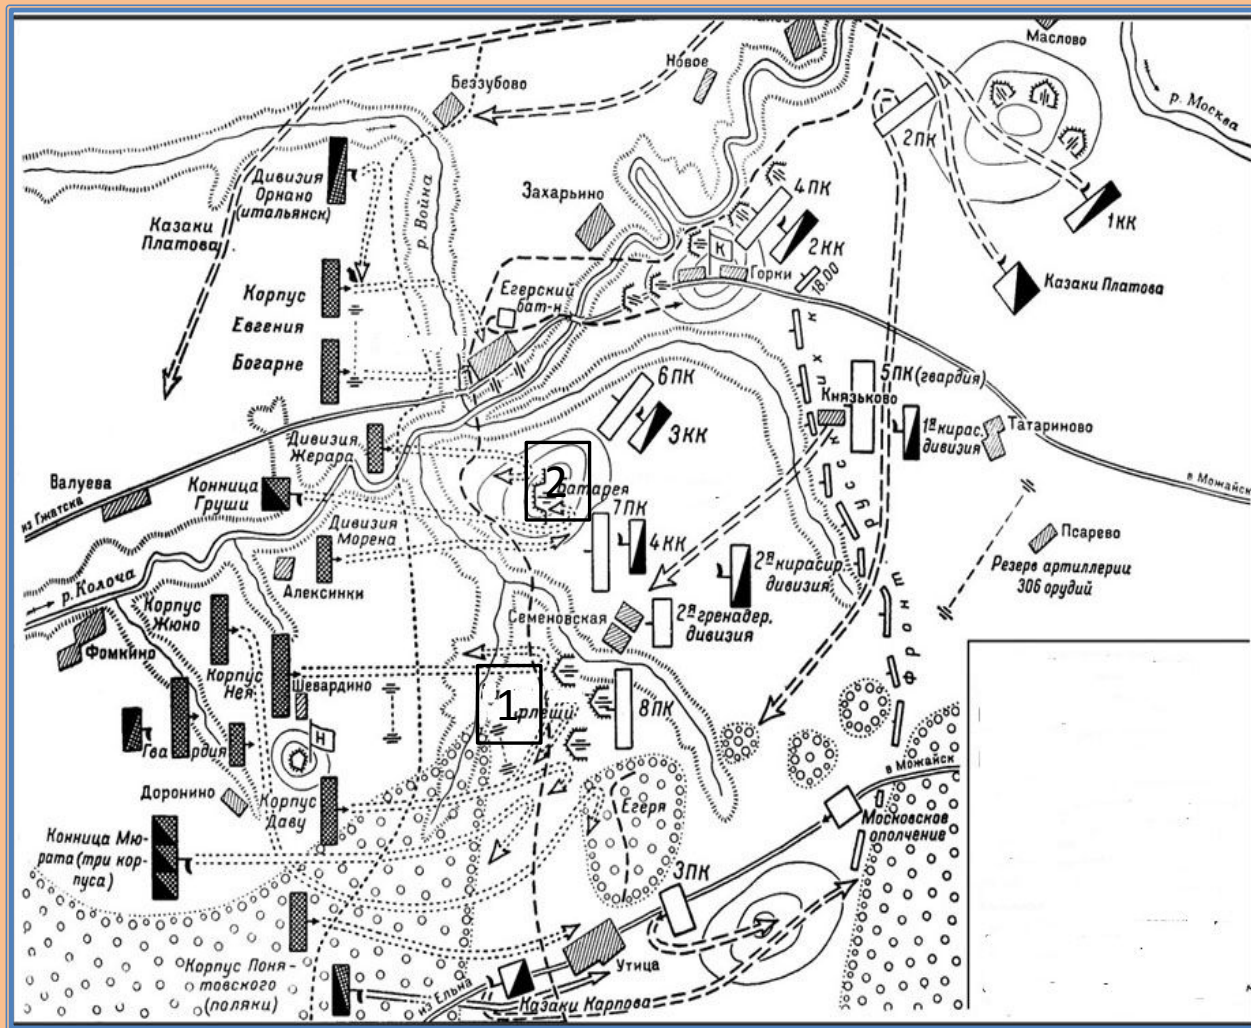 Маслово
Новое
Беззубово
р. Москва
2ПК
Дивизия
Орнано
(итальянск)
Казаки
Платова
р. Война
Захарьино
4ПК
2КК
1КК
К
Горки
18.00
Казаки Платова
Корпус
Евгения
Богарне
Егерский
бат-н
6ПК
3КК
5ПК(гвардия)
Князьково
1я кирас.
дивизия
Татариново
Дивизия
Жерара
Валуева
из Гжатска
Конница
Груши
2
батарея
7ПК
4КК
в Можайск
Псарево
Резерв артиллерии
306 орудий
Дивизия
Морена
2я кирасир.
дивизия
р. Колоча
Алексинки
Корпус
Жюно
Фомкино
Семеновская
2я гренадер.
дивизия
Фронт русских к
Корпус
Нея
Шевардино
1
8ПК
Гвардия
Н
Доронино
Корпус
Даву
Егеря
в Можайск
Московское
ополчение
Конница Мю-
рата(три кор-
пуса)
3ПК
Корпус Поня-
товского
(поляки)
Утица
из Ельна
Казаки Карпова